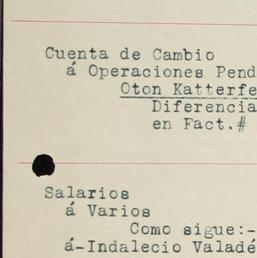 Cuenta de Cambio
á Operaciones Pend
Oton Katterfe
Diferencia
en Fact.#
Salarios
á Varios
Como sigue:-
á-Indalecio Valadé